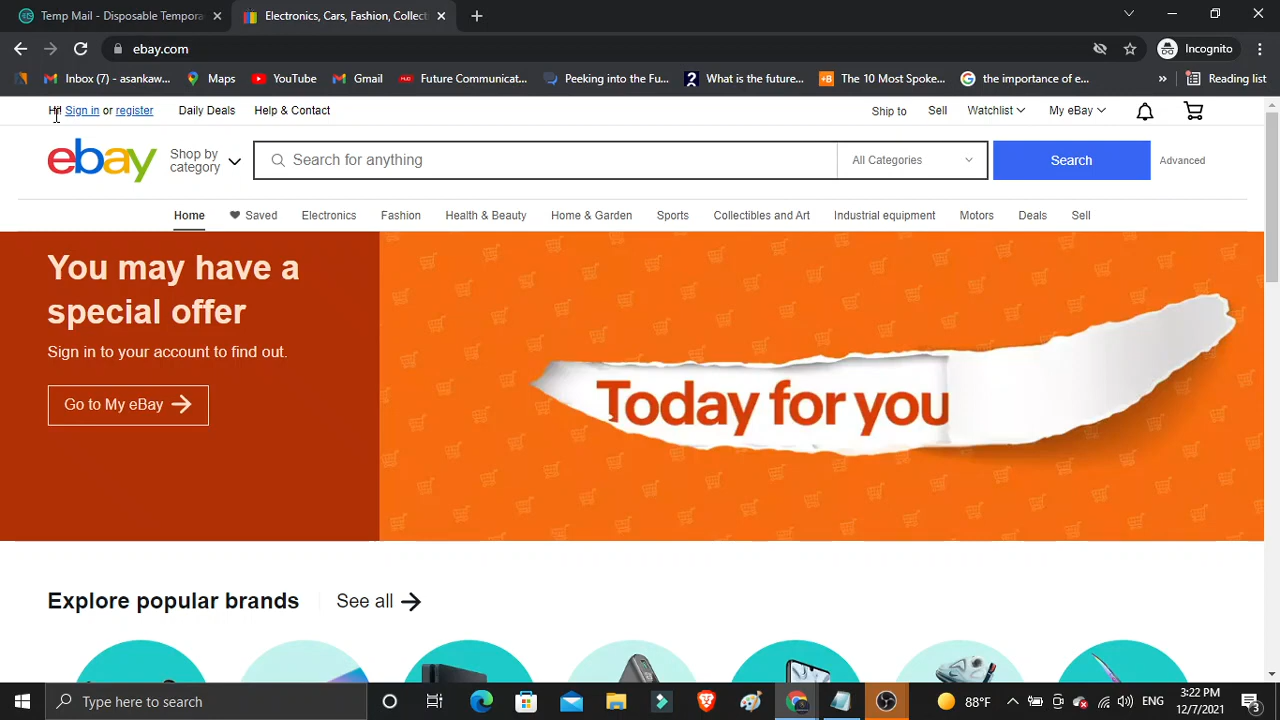 Temp Mail - Disposable Tempora
Electronics, Cars, Fashion, Collect
ebay.com
Incognito
Inbox (7) - asankaw...
Maps
YouTube
Gmail
Future Communicat...
Peeking into the Fu...
What is the future...
The 10 Most Spoke...
the importance of e...
»
Reading list
Hi! Sign in or register
Daily Deals
Help & Contact
Ship to
Sell
Watchlist
My eBay
ebay
Shop by
category
Search for anything
All Categories
Search
Advanced
Home
Saved
Electronics
Fashion
Health & Beauty
Home & Garden
Sports
Collectibles and Art
Industrial equipment
Motors
Deals
Sell
You may have a
special offer
Sign in to your account to find out.
Go to My eBay
Today for you
Explore popular brands
See all
Type here to search
88°F
ENG
3:22 PM
12/7/2021
3